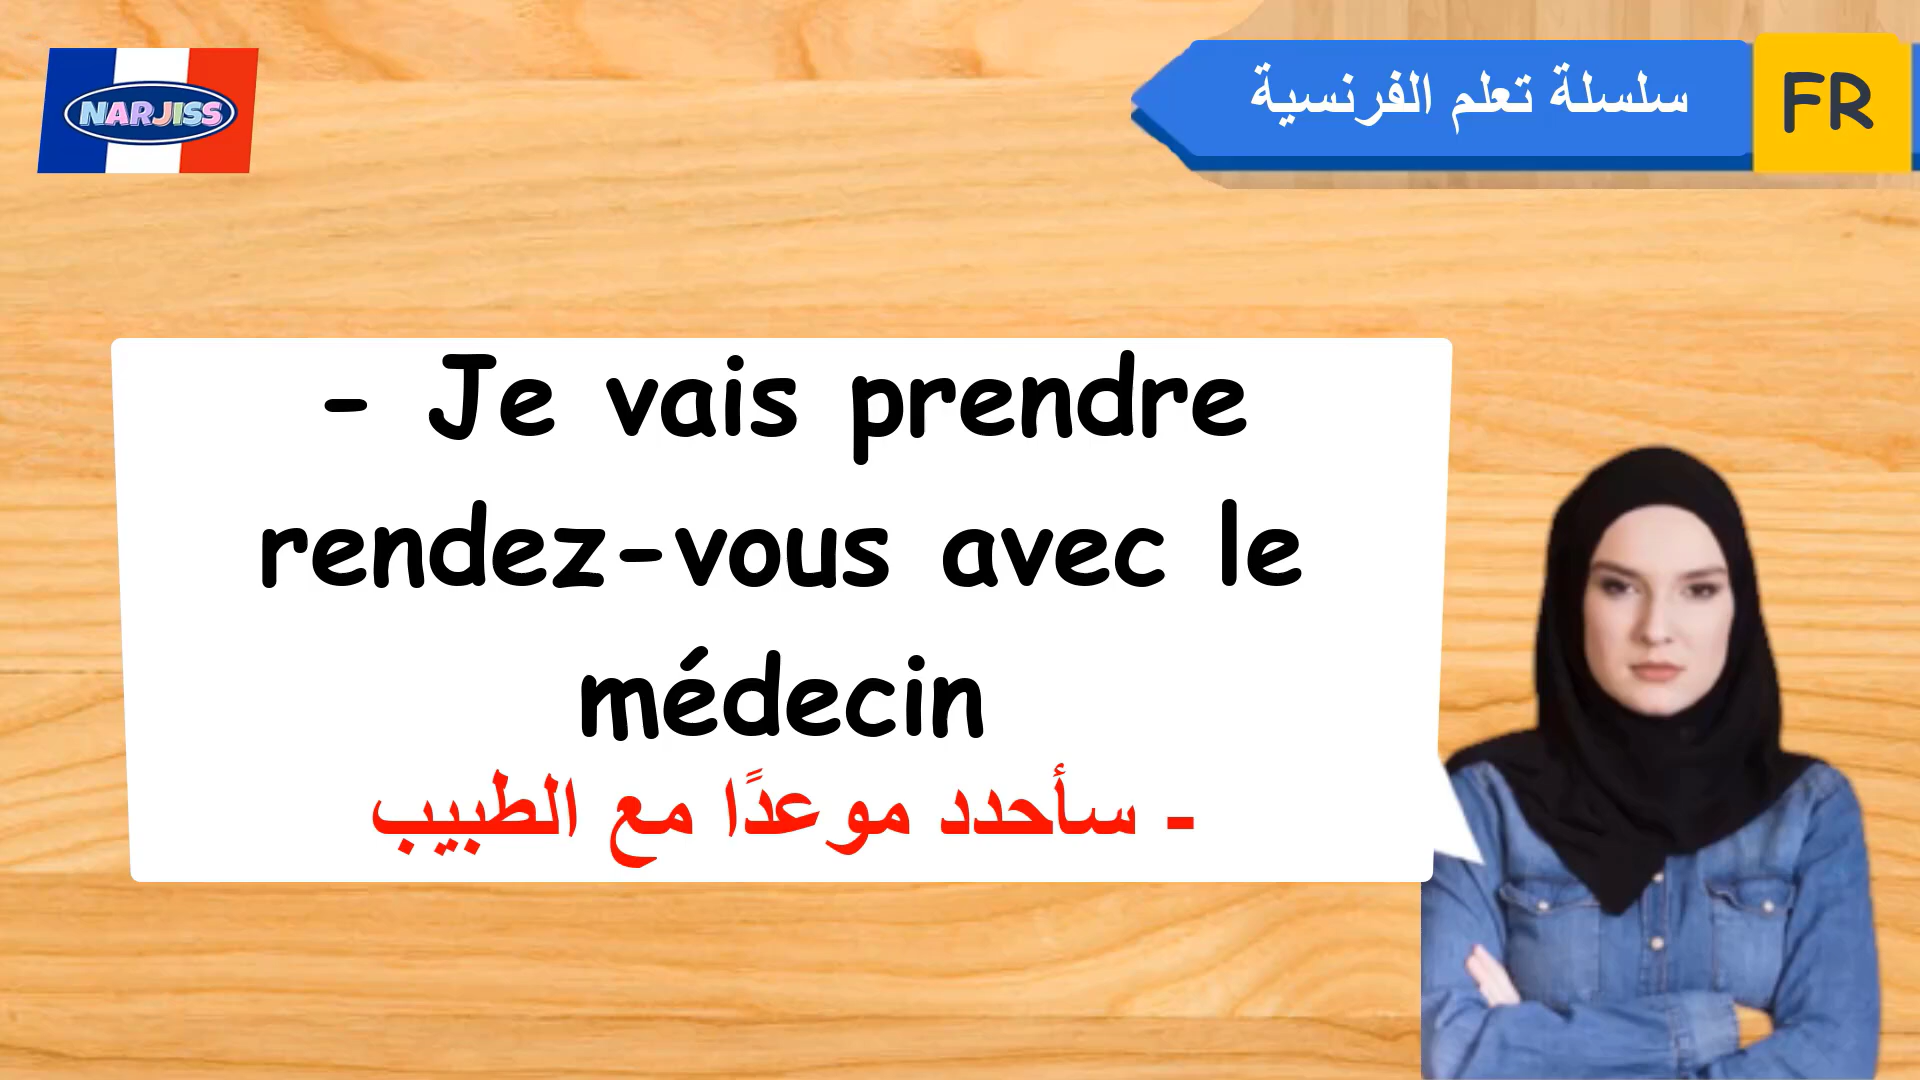 NARJISS
سلسلة تعلم الفرنسية
FR
- Je vais prendre
rendez-vous avec le
médecin
- سأحدد موعدًا مع الطبيب